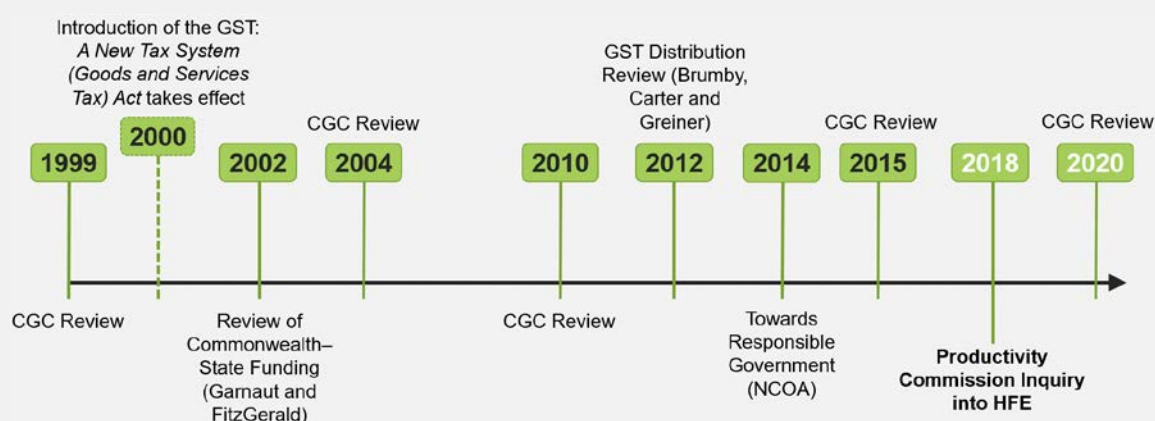 Introduction of the GST:
A New Tax System
(Goods and Services
Tax) Act takes effect
GST Distribution
Review (Brumby,
Carter and
Greiner)
CGC Review
CGC Review
CGC Review
1999
2000
2002
2004
2010
2012
2014
2015
2018
2020
CGC Review
Review of
Commonwealth–
State Funding
(Garnaut and
FitzGerald)
CGC Review
Towards
Responsible
Government
(NCOA)
Productivity
Commission Inquiry
into HFE